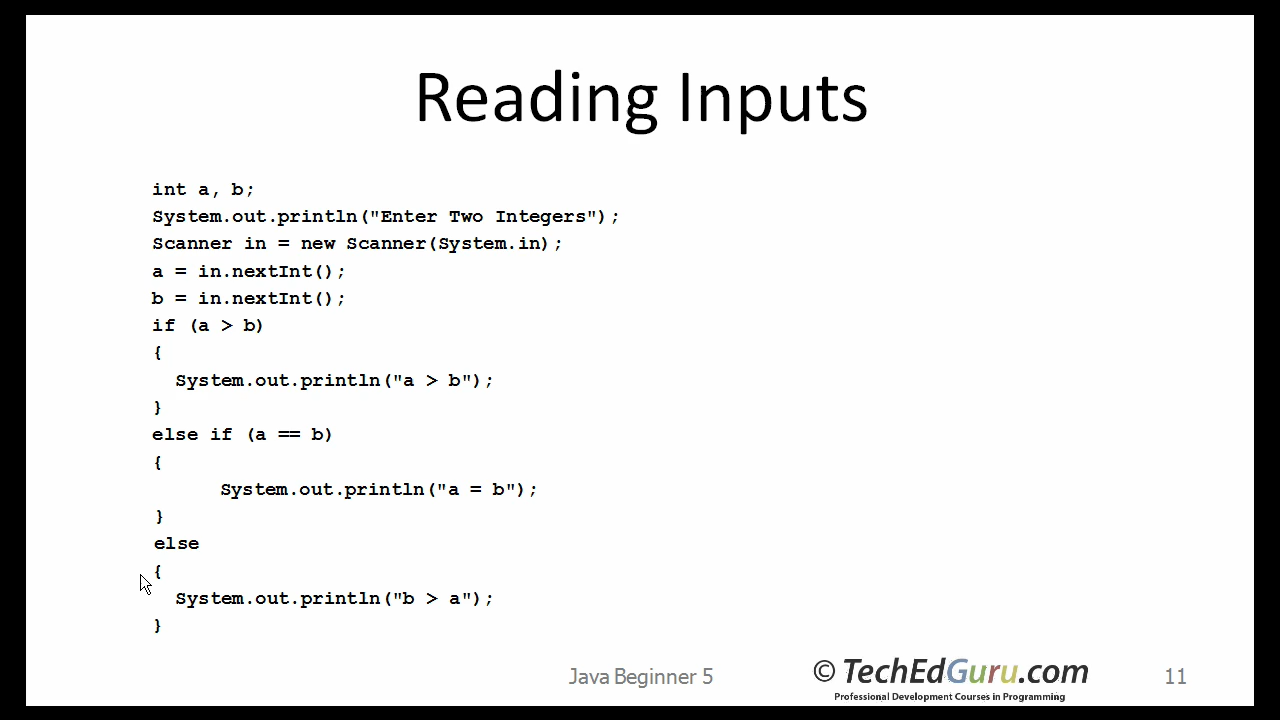 Reading Inputs
int a, b;
System.out.println("Enter Two Integers");
Scanner in = new Scanner(System.in);
a = in.nextInt();
b = in.nextInt();
if (a > b)
{
  System.out.println("a > b");
}
else if (a == b)
{
      System.out.println("a = b");
}
else
{
  System.out.println("b > a");
}
Java Beginner 5
© TechEdGuru.com
Professional Development Courses in Programming
11